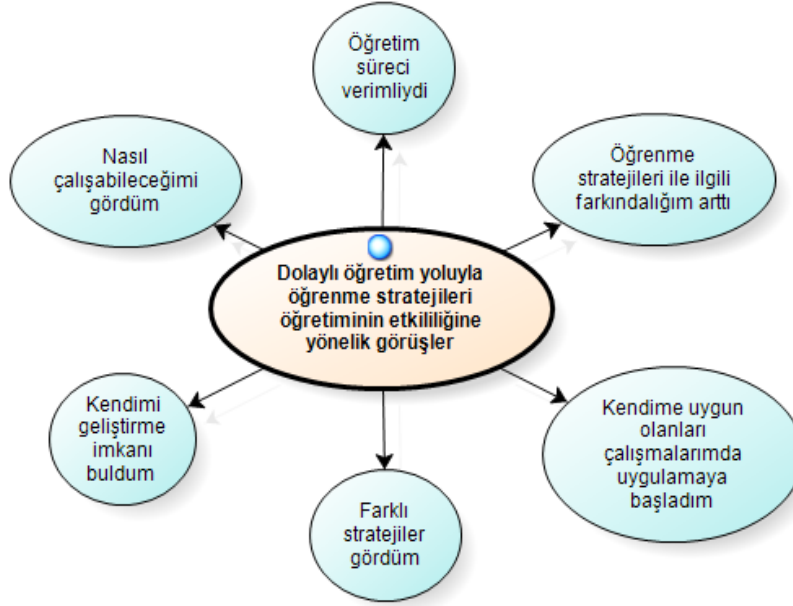 Öğretim
süreci
verimliydi
Nasıl
çalışabileceğimi
gördüm
Öğrenme
stratejileri ile ilgili
farkındalığım arttı
Dolaylı öğretim yoluyla
öğrenme stratejileri
öğretiminin etkililiğine
yönelik görüşler
Kendimi
geliştirme
imkanı
buldum
Farklı
stratejiler
gördüm
Kendime uygun
olanları
çalışmalarımda
uygulamaya
başladım